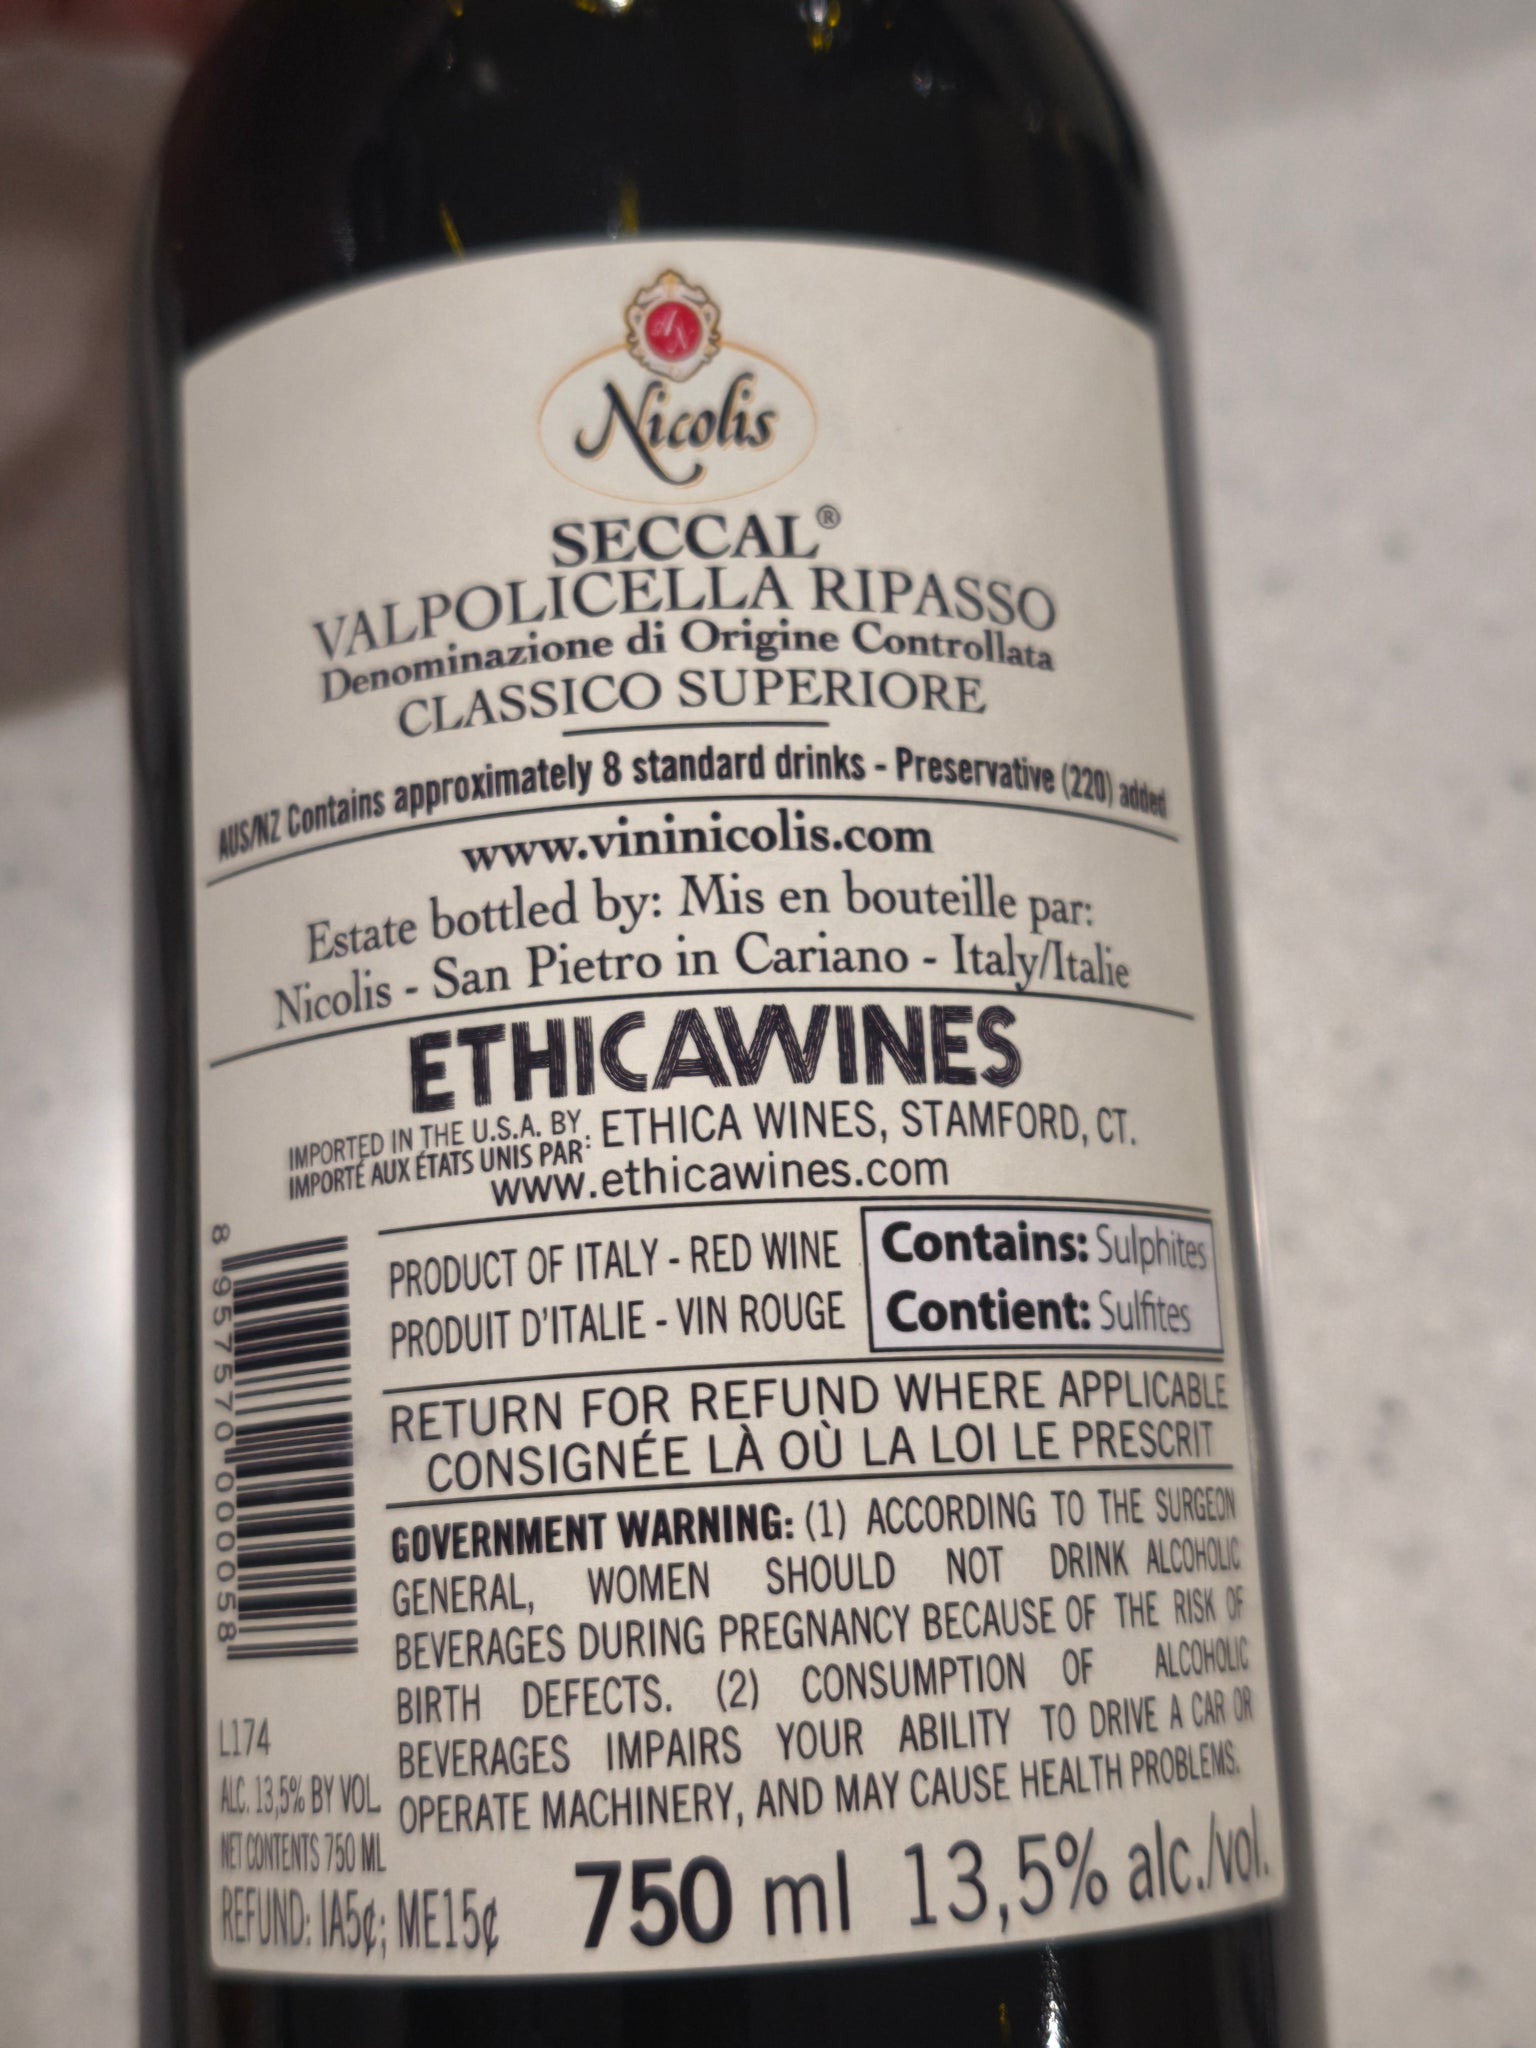 Nicolis
SECCAL®
VALPOLICELLA RIPASSO
Denominazione di Origine Controllata
CLASSICO SUPERIORE
AUS/NZ Contains approximately 8 standard drinks - Preservative (220) added
www.vininicolis.com
Estate bottled by: Mis en bouteille par:
Nicolis - San Pietro in Cariano - Italy/Italie
ETHICAWINES
IMPORTED IN THE U.S.A. BY
IMPORTÉ AUX ÉTATS UNIS PAR: ETHICA WINES, STAMFORD, CT.
www.ethicawines.com
PRODUCT OF ITALY - RED WINE
PRODUIT D'ITALIE - VIN ROUGE
Contains: Sulphites
Contient: Sulfites
RETURN FOR REFUND WHERE APPLICABLE
CONSIGNÉE LÀ OÙ LA LOI LE PRESCRIT
GOVERNMENT WARNING: (1) ACCORDING TO THE SURGEON
GENERAL, WOMEN SHOULD NOT DRINK ALCOHOLIC
BEVERAGES DURING PREGNANCY BECAUSE OF THE RISK OF
BIRTH DEFECTS. (2) CONSUMPTION OF ALCOHOLIC
BEVERAGES IMPAIRS YOUR ABILITY TO DRIVE A CAR OR
OPERATE MACHINERY, AND MAY CAUSE HEALTH PROBLEMS.
8 957570 000058
L174
ALC. 13,5% BY VOL.
NET CONTENTS 750 ML
REFUND: IA5¢; ME15¢
750 ml 13,5% alc./vol.